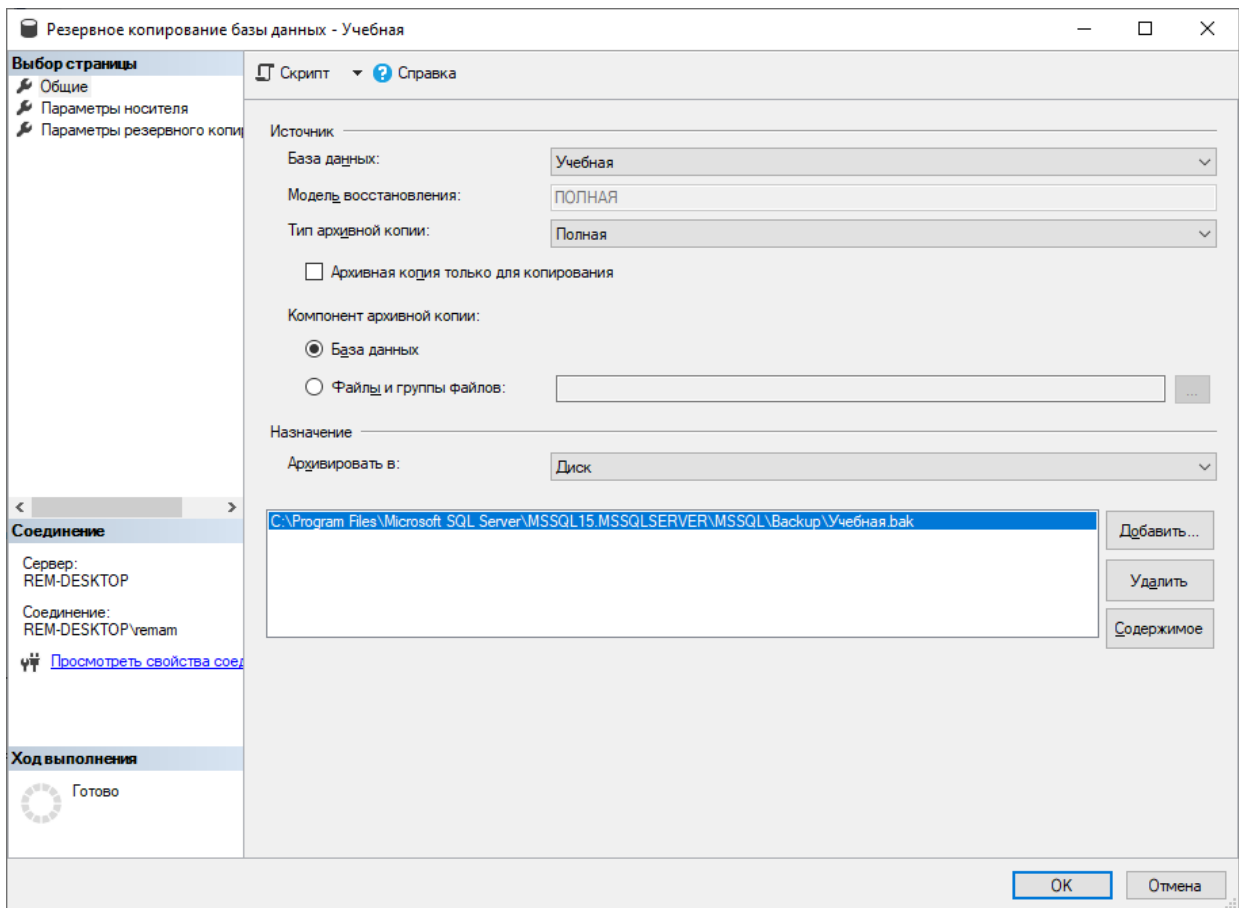 Резервное копирование базы данных - Учебная
Выбор страницы
Общие
Параметры носителя
Параметры резервного копир
Скрипт
Справка
Источник
База данных:
Учебная
Модель восстановления:
ПОЛНАЯ
Тип архивной копии:
Полная
Архивная копия только для копирования
Компонент архивной копии:
База данных
Файлы и группы файлов:
...
Назначение
Архивировать в:
Диск
C:\Program Files\Microsoft SQL Server\MSSQL15.MSSQLSERVER\MSSQL\Backup\Учебная.bak
Добавить...
Удалить
Содержимое
Соединение
Сервер:
REM-DESKTOP
Соединение:
REM-DESKTOP\remam
Просмотреть свойства соед
Ход выполнения
Готово
OK
Отмена